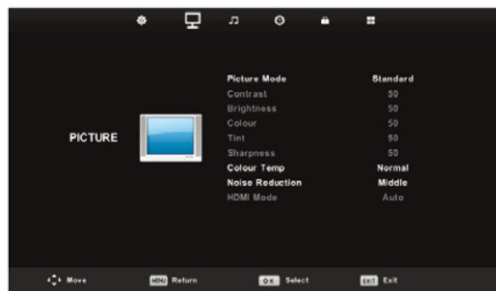 Picture Mode Standard
Contrast 50
Brightness 50
Colour 50
PICTURE
Tint 50
Sharpness 50
Colour Temp Normal
Noise Reduction Middle
HDMI Mode Auto
Move MENU Return OK Select EXIT Exit